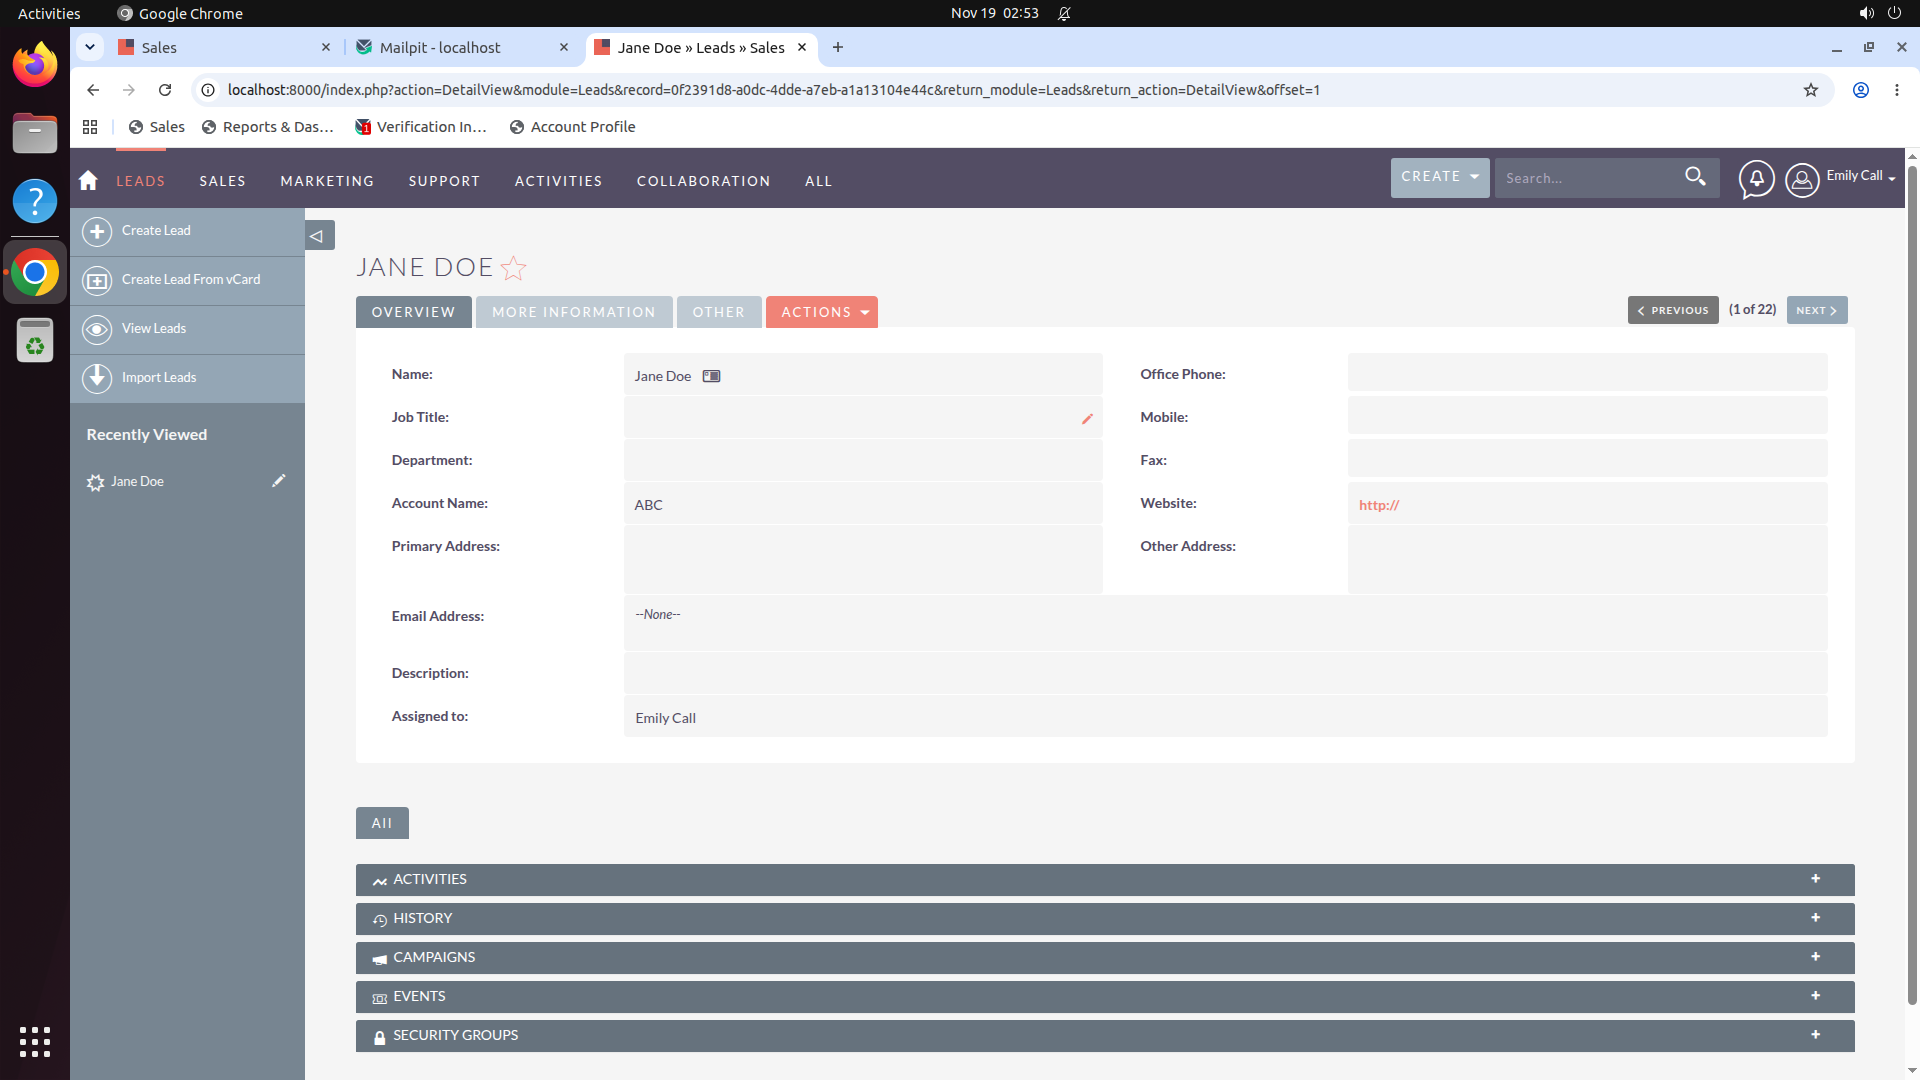 Activities
Google Chrome
Nov 19 02:53
Sales
Mailpit - localhost
Jane Doe » Leads » Sales
localhost:8000/index.php?action=DetailView&module=Leads&record=0f2391d8-a0dc-4dde-a7eb-a1a13104e44c&return_module=Leads&return_action=DetailView&offset=1
Sales
Reports & Das...
Verification In...
Account Profile
LEADS
SALES
MARKETING
SUPPORT
ACTIVITIES
COLLABORATION
ALL
CREATE
Search...
Emily Call
Create Lead
Create Lead From vCard
View Leads
Import Leads
Recently Viewed
Jane Doe
JANE DOE
OVERVIEW
MORE INFORMATION
OTHER
ACTIONS
PREVIOUS
(1 of 22)
NEXT
Name:
Jane Doe
Office Phone:
Job Title:
Mobile:
Department:
Fax:
Account Name:
ABC
Website:
http://
Primary Address:
Other Address:
Email Address:
--None--
Description:
Assigned to:
Emily Call
All
ACTIVITIES
HISTORY
CAMPAIGNS
EVENTS
SECURITY GROUPS